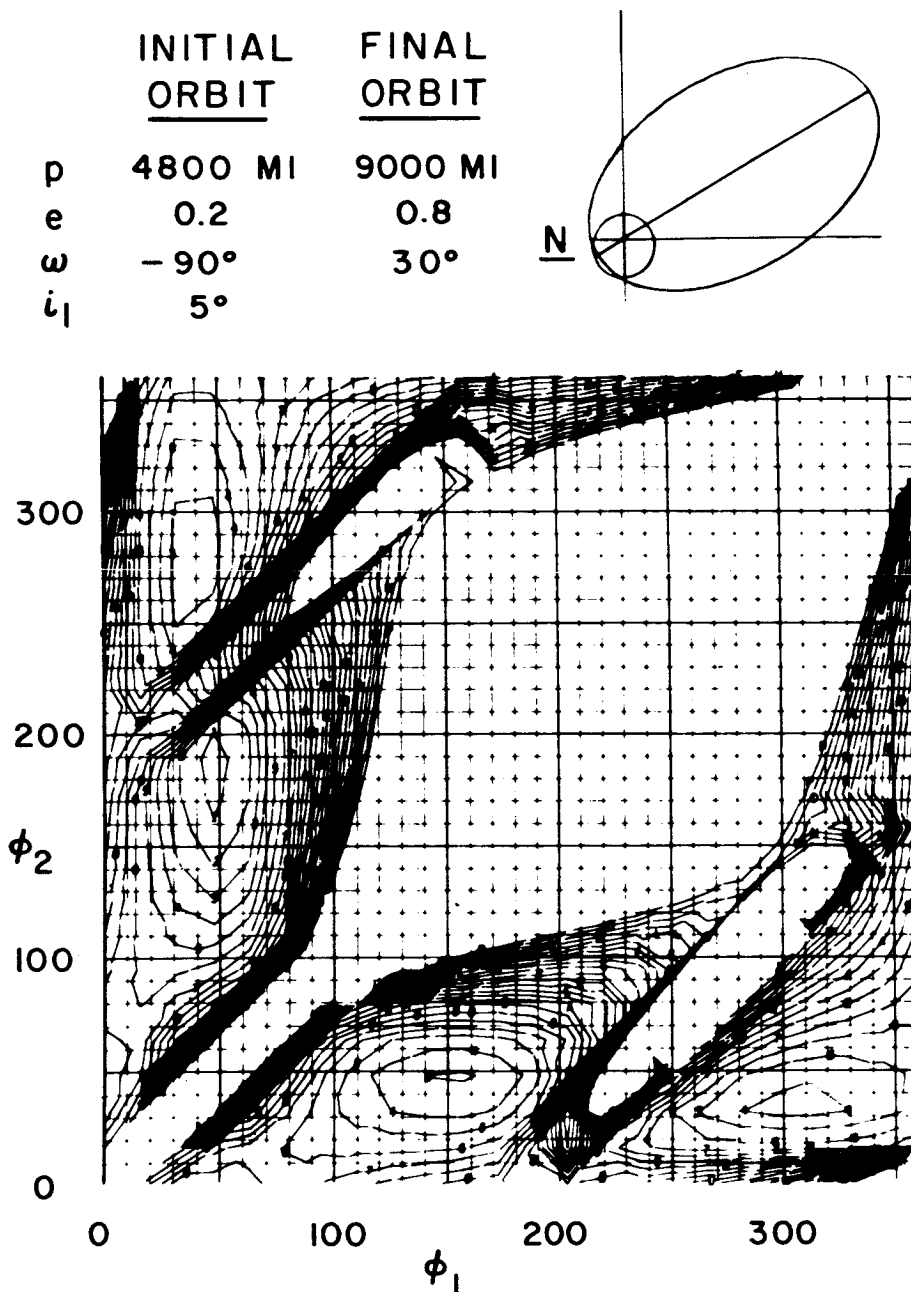 INITIAL FINAL
ORBIT ORBIT
p 4800 MI 9000 MI
e 0.2 0.8
ω -90° 30°
i₁ 5°
N
300
200
ϕ₂
100
0
0 100 200 300
ϕ₁